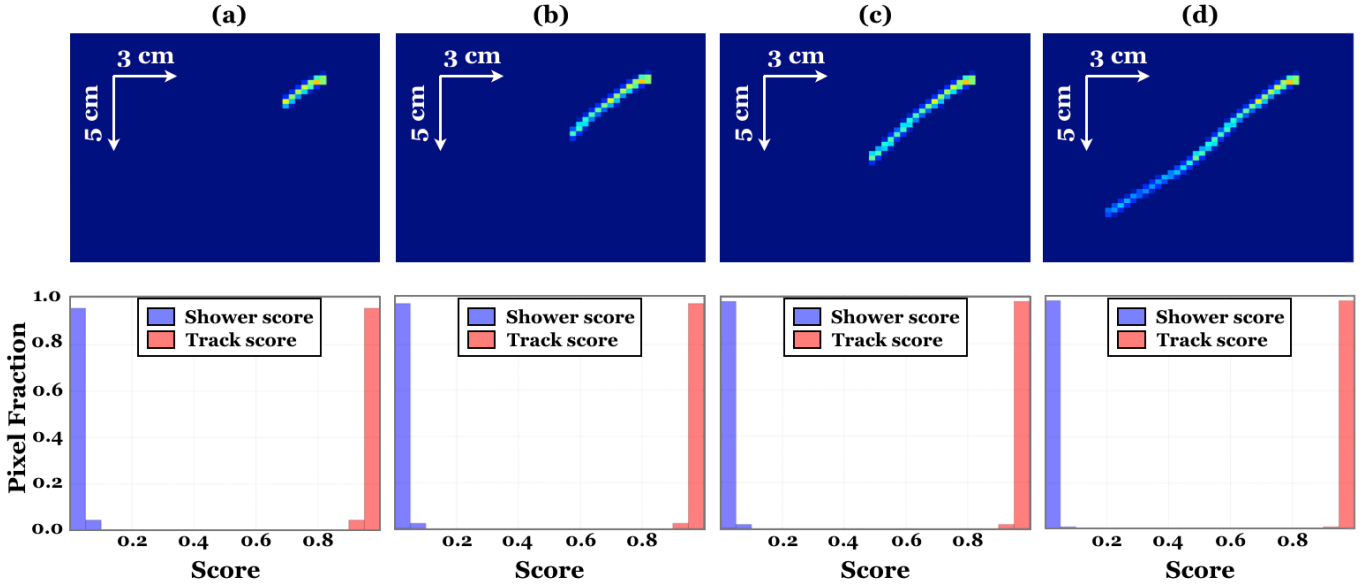 (a) (b) (c) (d)
3 cm 3 cm 3 cm 3 cm
5 cm 5 cm 5 cm 5 cm
1.0 Shower score Shower score Shower score Shower score
0.8 Track score Track score Track score Track score
0.6
0.4
0.2
0.0
Pixel Fraction
0.2 0.4 0.6 0.8 0.2 0.4 0.6 0.8 0.2 0.4 0.6 0.8 0.2 0.4 0.6 0.8
Score Score Score Score